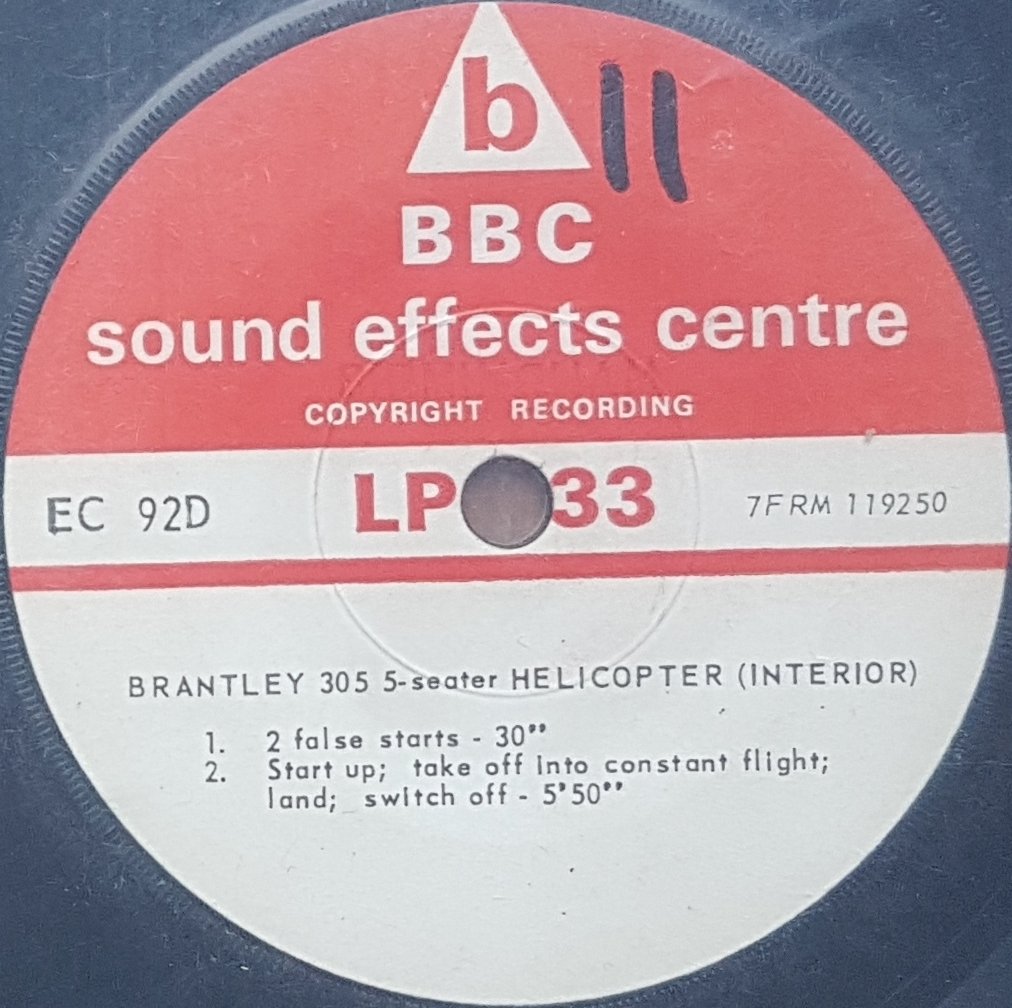 b 11
BBC
sound effects centre
COPYRIGHT RECORDING
EC 92D LP 33 7FRM 119250
BRANTLEY 305 5-seater HELICOPTER (INTERIOR)
1. 2 false starts - 30"
2. Start up; take off into constant flight;
land; switch off - 5'50"